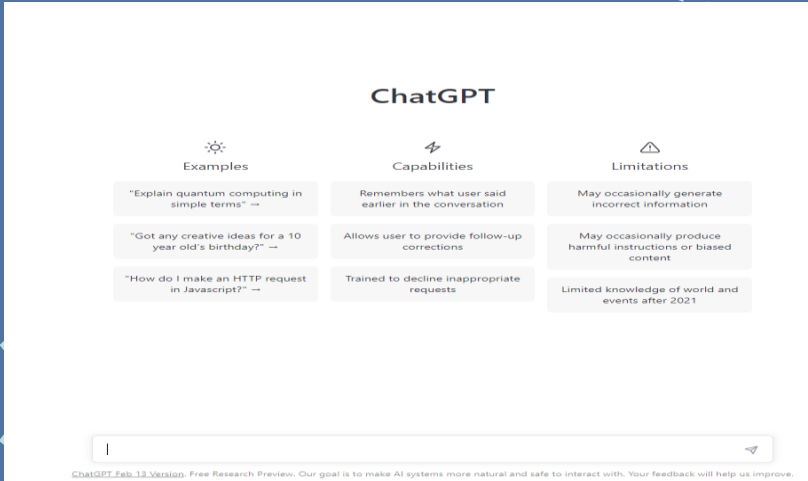 ChatGPT
Examples
"Explain quantum computing in
simple terms" →
"Got any creative ideas for a 10
year old's birthday?" →
"How do I make an HTTP request
in Javascript?" →
Capabilities
Remembers what user said
earlier in the conversation
Allows user to provide follow-up
corrections
Trained to decline inappropriate
requests
Limitations
May occasionally generate
incorrect information
May occasionally produce
harmful instructions or biased
content
Limited knowledge of world and
events after 2021
ChatGPT Feb 13 Version. Free Research Preview. Our goal is to make AI systems more natural and safe to interact with. Your feedback will help us improve.